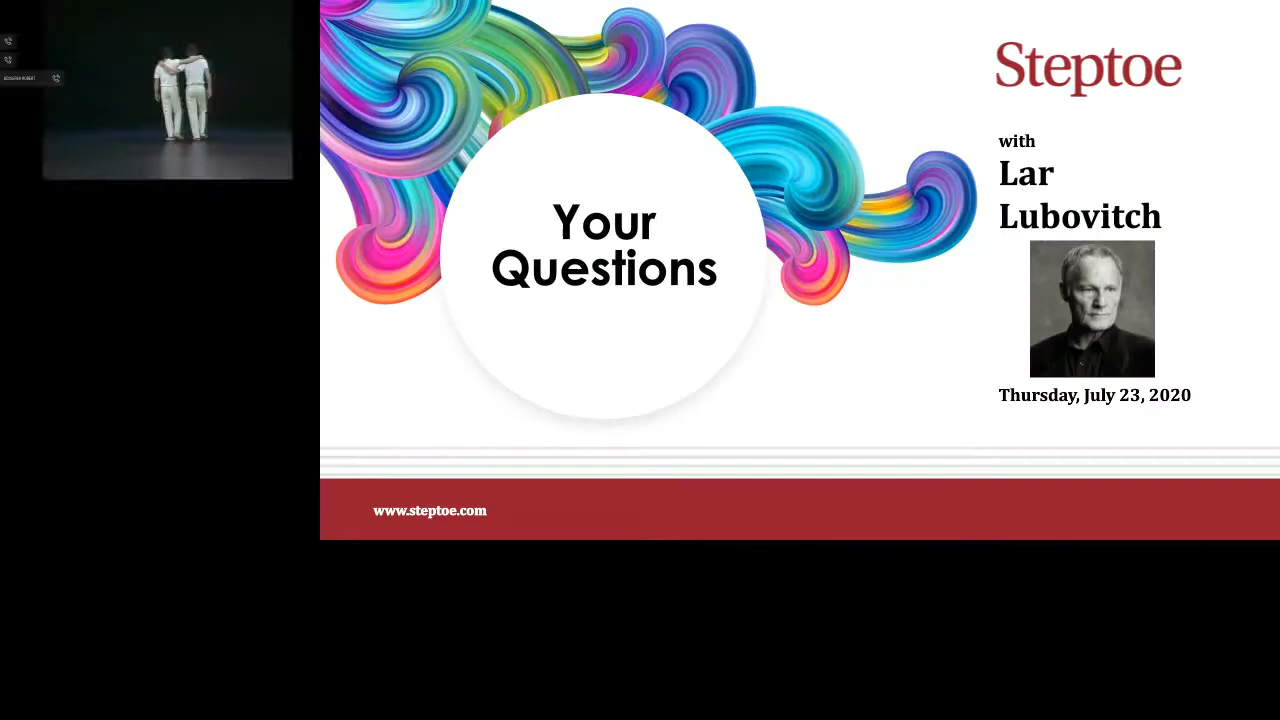 Steptoe
with
Lar
Lubovitch
Your
Questions
Thursday, July 23, 2020
www.steptoe.com